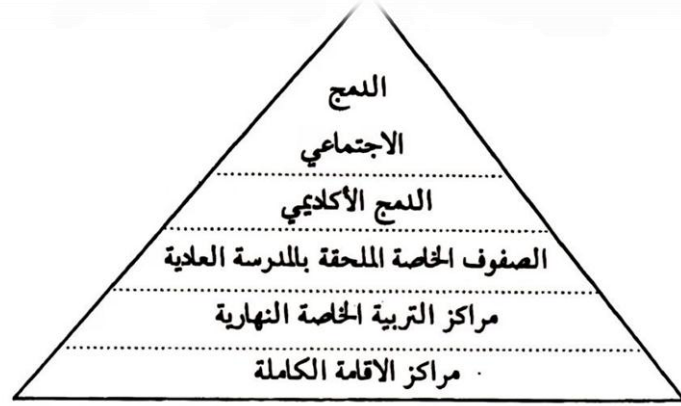 الدمج
الاجتماعي
الدمج الأكاديمي
الصفوف الخاصة الملحقة بالمدرسة العادية
مراكز التربية الخاصة النهارية
مراكز الاقامة الكاملة